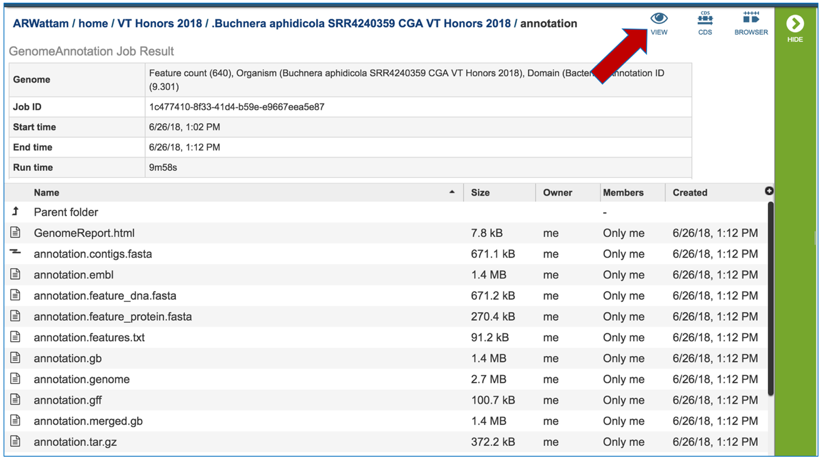 ARWattam / home / VT Honors 2018 / .Buchnera aphidicola SRR4240359 CGA VT Honors 2018 / annotation
VIEW
CDS
CDS
BROWSER
HIDE
GenomeAnnotation Job Result
Genome Feature count (640), Organism (Buchnera aphidicola SRR4240359 CGA VT Honors 2018), Domain nnotation ID
(9.301)
Job ID 1c477410-8f33-41d4-b59e-e9667eea5e87
Start time 6/26/18, 1:02 PM
End time 6/26/18, 1:12 PM
Run time 9m58s
Name Size Owner Members Created
Parent folder -
GenomeReport.html 7.8 kB me Only me 6/26/18, 1:12 PM
annotation.contigs.fasta 671.1 kB me Only me 6/26/18, 1:12 PM
annotation.embl 1.4 MB me Only me 6/26/18, 1:12 PM
annotation.feature_dna.fasta 671.2 kB me Only me 6/26/18, 1:12 PM
annotation.feature_protein.fasta 270.4 kB me Only me 6/26/18, 1:12 PM
annotation.features.txt 91.2 kB me Only me 6/26/18, 1:12 PM
annotation.gb 1.4 MB me Only me 6/26/18, 1:12 PM
annotation.genome 2.7 MB me Only me 6/26/18, 1:12 PM
annotation.gff 100.7 kB me Only me 6/26/18, 1:12 PM
annotation.merged.gb 1.4 MB me Only me 6/26/18, 1:12 PM
annotation.tar.gz 372.2 kB me Only me 6/26/18, 1:12 PM